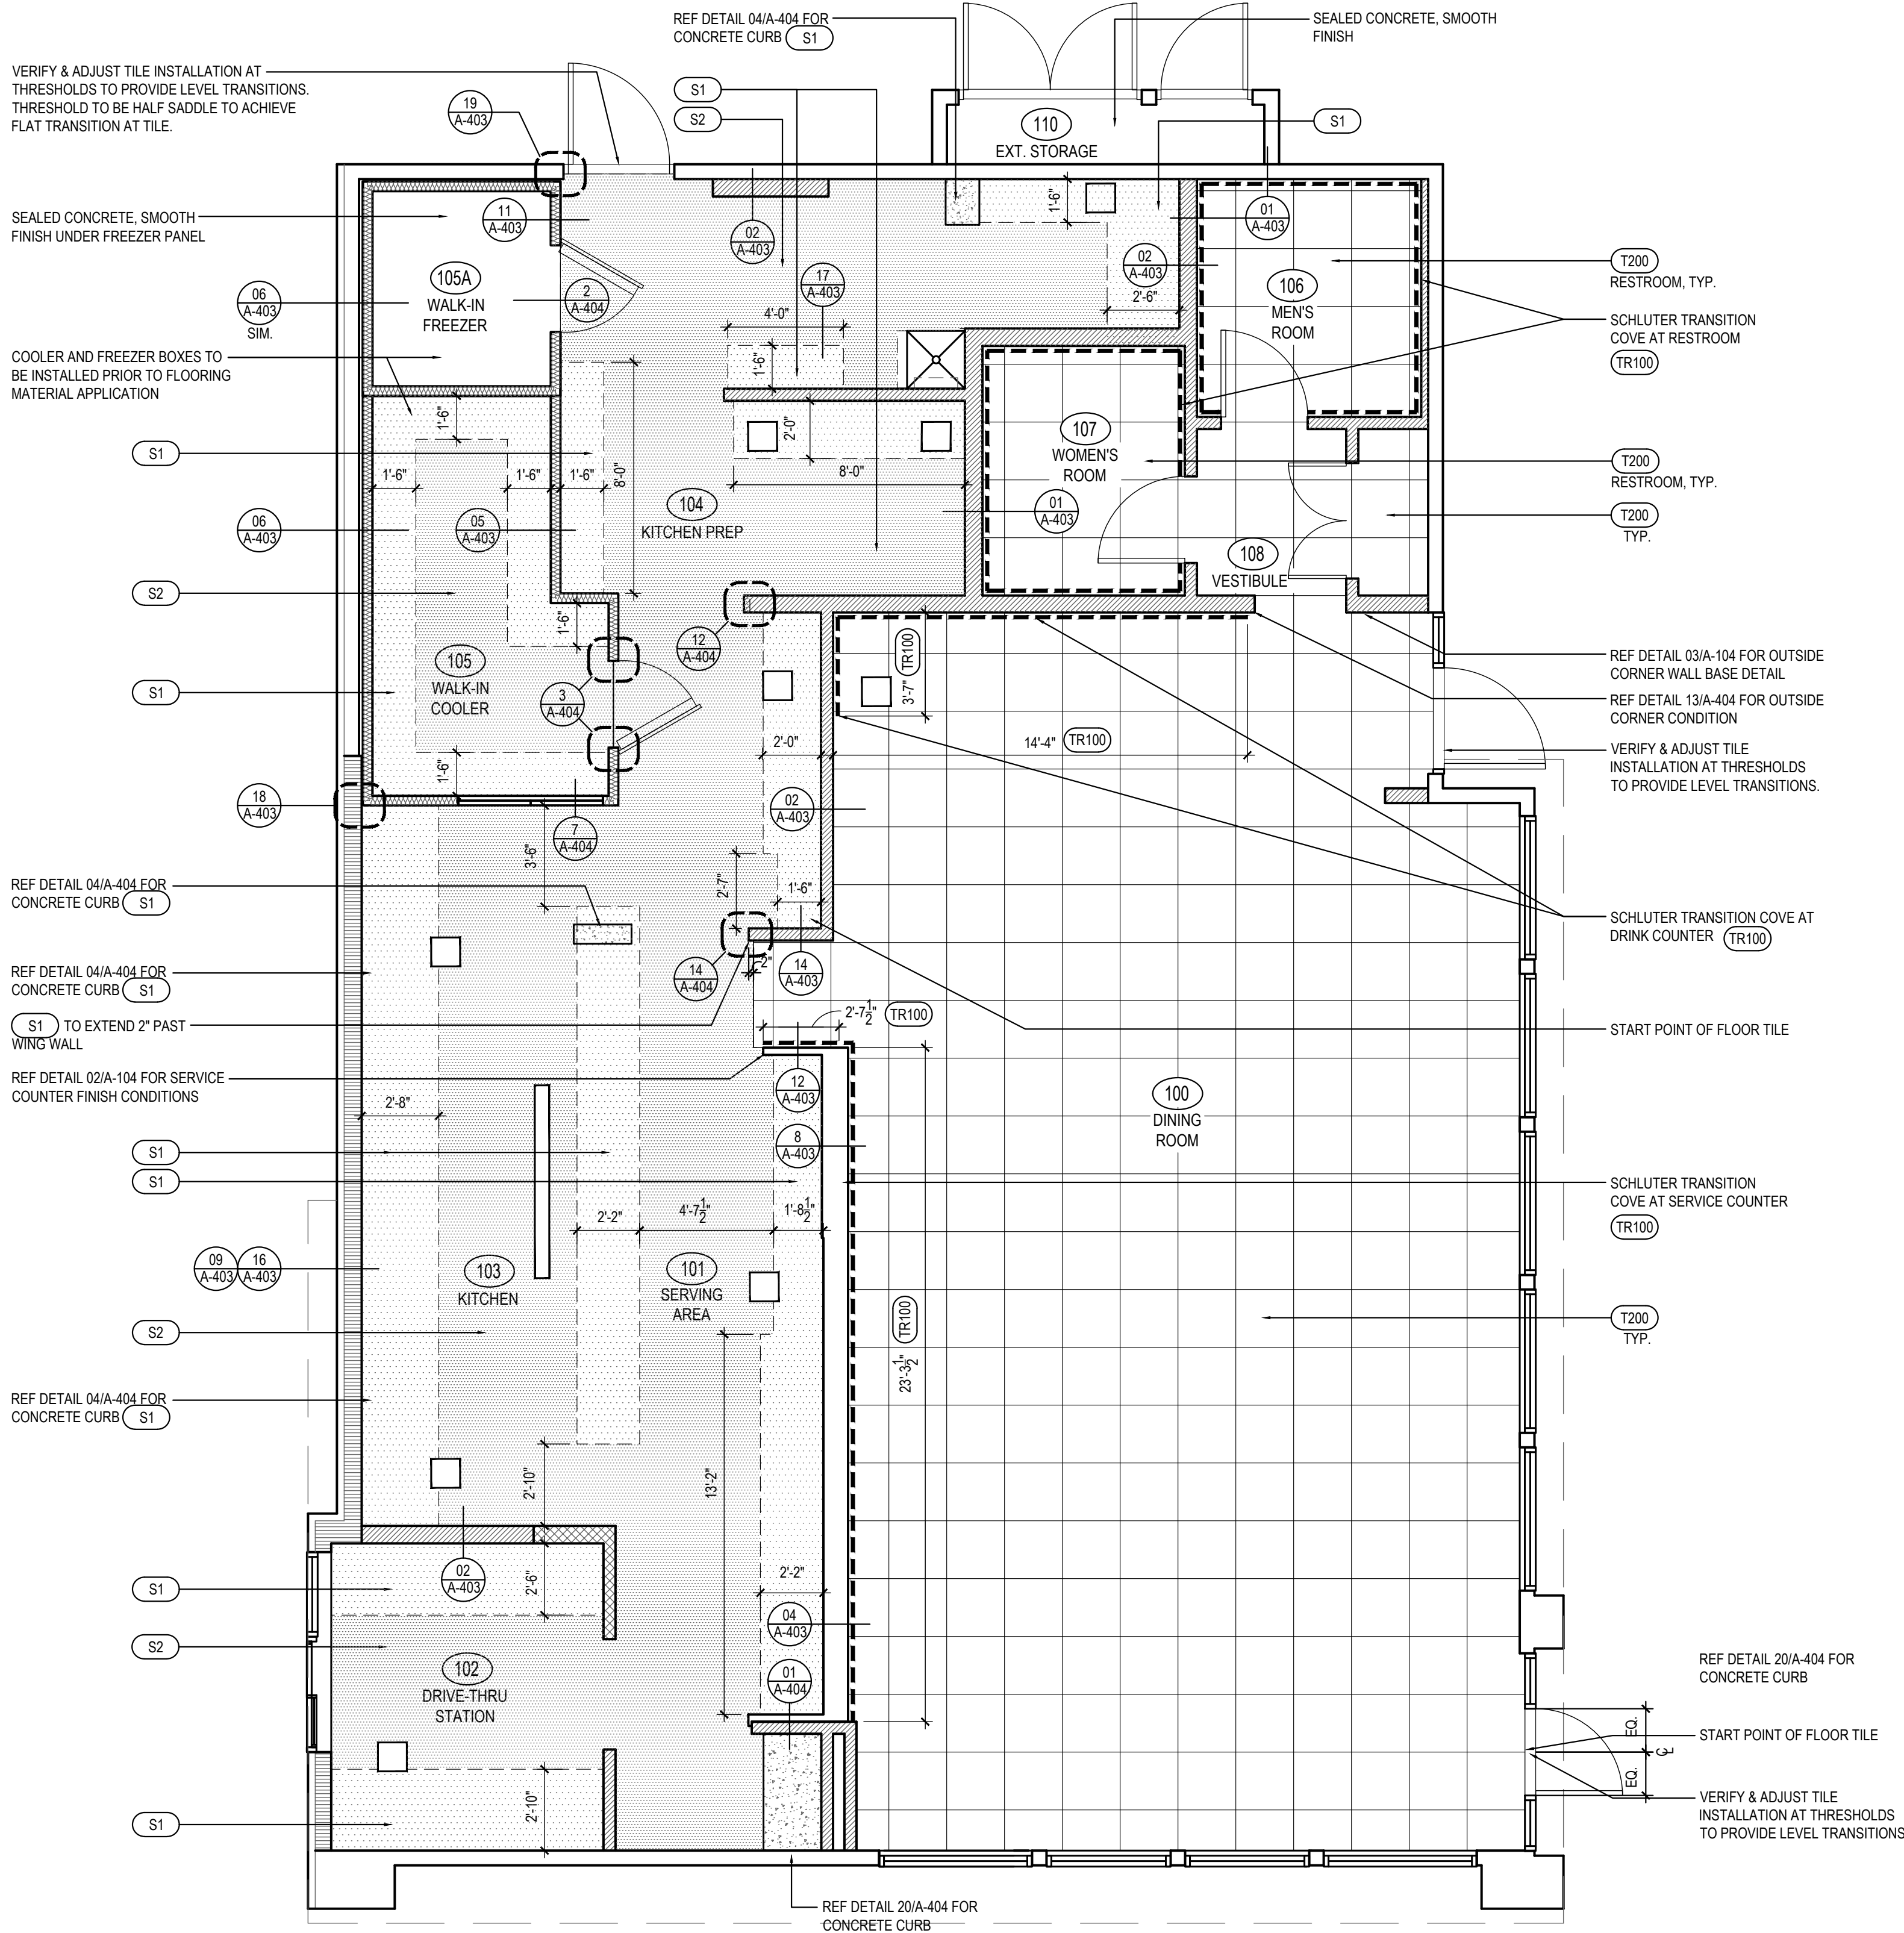 REF DETAIL 04/A-404 FOR
CONCRETE CURB S1
SEALED CONCRETE, SMOOTH
FINISH
VERIFY & ADJUST TILE INSTALLATION AT
THRESHOLDS TO PROVIDE LEVEL TRANSITIONS.
THRESHOLD TO BE HALF SADDLE TO ACHIEVE
FLAT TRANSITION AT TILE.
19
A-403
S1
S2
110
EXT. STORAGE
S1
SEALED CONCRETE, SMOOTH
FINISH UNDER FREEZER PANEL
11
A-403
02
A-403
1'-6"
01
A-403
105A
WALK-IN
FREEZER
2
A-404
17
A-403
02
A-403
2'-6"
106
MEN'S
ROOM
T200
RESTROOM, TYP.
06
A-403
SIM.
4'-0"
1'-6"
SCHLUTER TRANSITION
COVE AT RESTROOM
TR100
COOLER AND FREEZER BOXES TO
BE INSTALLED PRIOR TO FLOORING
MATERIAL APPLICATION
1'-6"
S1
1'-6"
1'-6"
1'-6"
8'-0"
2'-0"
8'-0"
107
WOMEN'S
ROOM
T200
RESTROOM, TYP.
06
A-403
05
A-403
104
KITCHEN PREP
01
A-403
T200
TYP.
108
VESTIBULE
S2
1'-6"
12
A-404
3'-7" TR100
105
WALK-IN
COOLER
3
A-404
S1
REF DETAIL 03/A-104 FOR OUTSIDE
CORNER WALL BASE DETAIL
REF DETAIL 13/A-404 FOR OUTSIDE
CORNER CONDITION
2'-0"
14'-4" TR100
VERIFY & ADJUST TILE
INSTALLATION AT THRESHOLDS
TO PROVIDE LEVEL TRANSITIONS.
1'-6"
18
A-403
7
A-404
02
A-403
3'-6"
2'-7"
1'-6"
REF DETAIL 04/A-404 FOR
CONCRETE CURB S1
SCHLUTER TRANSITION COVE AT
DRINK COUNTER TR100
REF DETAIL 04/A-404 FOR
CONCRETE CURB S1
14
A-404
2"
14
A-403
2'-7 1/2" TR100
S1 TO EXTEND 2" PAST
WING WALL
START POINT OF FLOOR TILE
REF DETAIL 02/A-104 FOR SERVICE
COUNTER FINISH CONDITIONS
2'-8"
12
A-403
8
A-403
100
DINING
ROOM
S1
S1
SCHLUTER TRANSITION
COVE AT SERVICE COUNTER
TR100
2'-2"
4'-7 1/2"
1'-8 1/2"
09
A-403
16
A-403
103
KITCHEN
101
SERVING
AREA
S2
23'-3 1/2" TR100
T200
TYP.
REF DETAIL 04/A-404 FOR
CONCRETE CURB S1
2'-10"
13'-2"
02
A-403
2'-6"
2'-2"
S1
04
A-403
S2
102
DRIVE-THRU
STATION
01
A-404
REF DETAIL 20/A-404 FOR
CONCRETE CURB
EQ.
START POINT OF FLOOR TILE
CL
EQ.
S1
2'-10"
VERIFY & ADJUST TILE
INSTALLATION AT THRESHOLDS
TO PROVIDE LEVEL TRANSITIONS
REF DETAIL 20/A-404 FOR
CONCRETE CURB